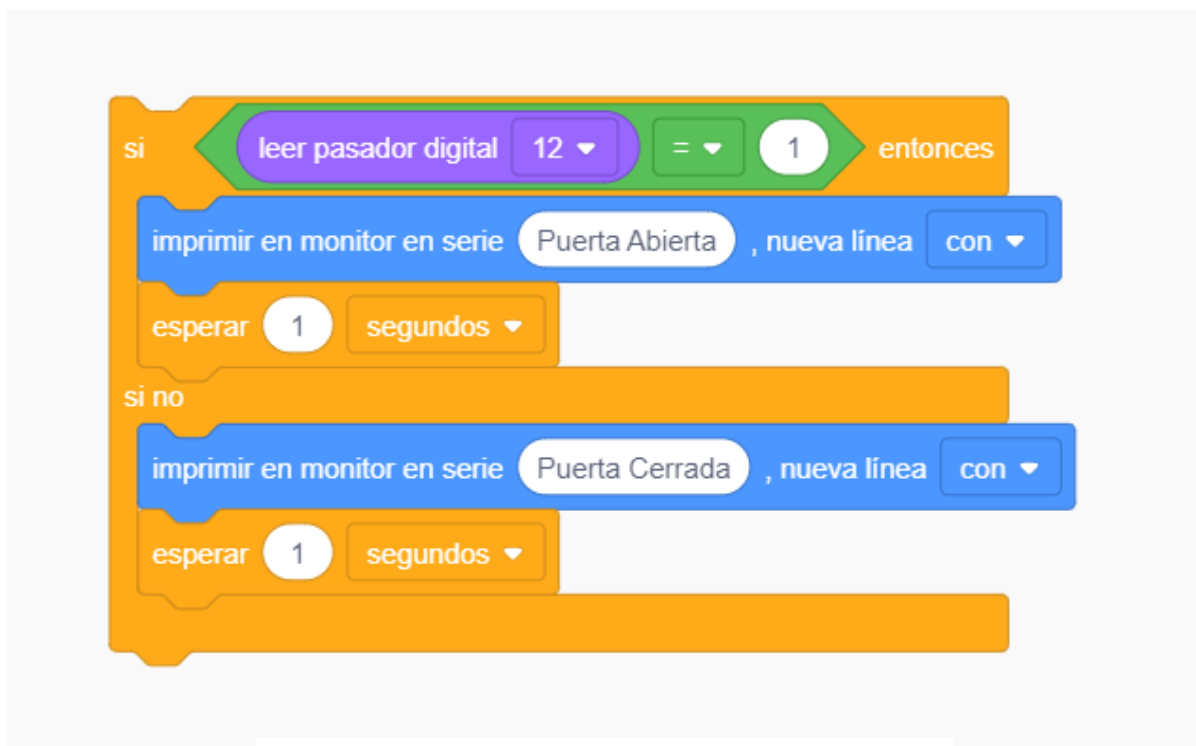 si leer pasador digital 12 = 1 entonces
imprimir en monitor en serie Puerta Abierta , nueva línea con
esperar 1 segundos
si no
imprimir en monitor en serie Puerta Cerrada , nueva línea con
esperar 1 segundos